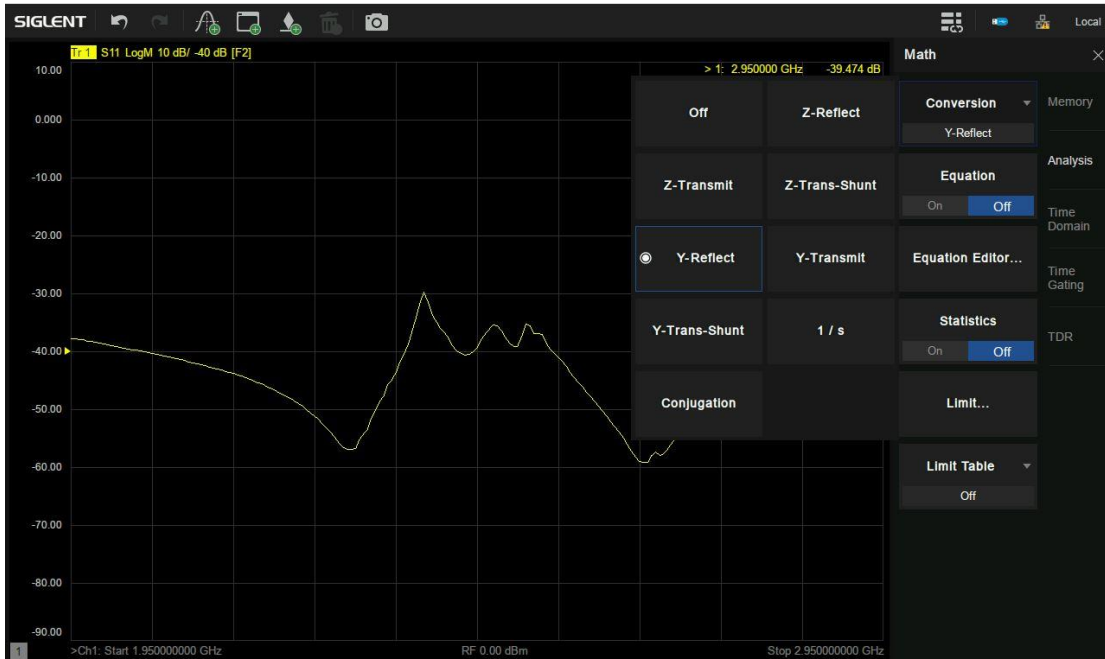 SIGLENT
Local
Tr 1 S11 LogM 10 dB/ -40 dB [F2]
> 1: 2.950000 GHz -39.474 dB
10.00
0.000
-10.00
-20.00
-30.00
-40.00
-50.00
-60.00
-70.00
-80.00
-90.00
Off Z-Reflect
Z-Transmit Z-Trans-Shunt
Y-Reflect Y-Transmit
Y-Trans-Shunt 1 / s
Conjugation
Math
Conversion
Y-Reflect
Equation
On Off
Equation Editor...
Statistics
On Off
Limit...
Limit Table
Off
Memory
Analysis
Time
Domain
Time
Gating
TDR
1 >Ch1: Start 1.950000000 GHz RF 0.00 dBm Stop 2.950000000 GHz